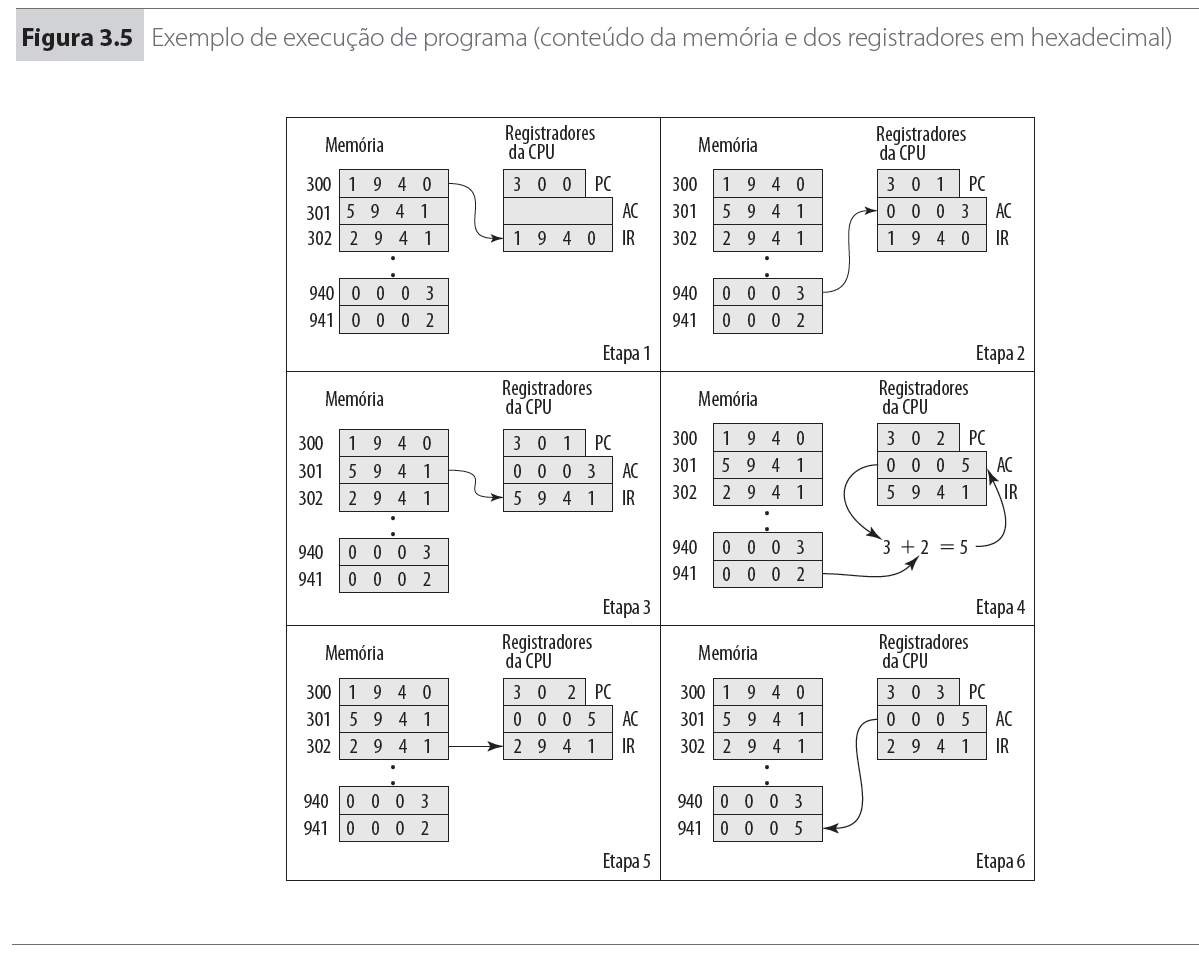 Figura 3.5 Exemplo de execução de programa (conteúdo da memória e dos registradores em hexadecimal)
Memória
Registradores
da CPU
300 1 9 4 0 3 0 0 PC
301 5 9 4 1 AC
302 2 9 4 1 1 9 4 0 IR
940 0 0 0 3
941 0 0 0 2
Etapa 1
Memória
Registradores
da CPU
300 1 9 4 0 3 0 1 PC
301 5 9 4 1 0 0 0 3 AC
302 2 9 4 1 1 9 4 0 IR
940 0 0 0 3
941 0 0 0 2
Etapa 2
Memória
Registradores
da CPU
300 1 9 4 0 3 0 1 PC
301 5 9 4 1 0 0 0 3 AC
302 2 9 4 1 5 9 4 1 IR
940 0 0 0 3
941 0 0 0 2
Etapa 3
Memória
Registradores
da CPU
300 1 9 4 0 3 0 2 PC
301 5 9 4 1 0 0 0 5 AC
302 2 9 4 1 5 9 4 1 IR
940 0 0 0 3 3 + 2 = 5
941 0 0 0 2
Etapa 4
Memória
Registradores
da CPU
300 1 9 4 0 3 0 2 PC
301 5 9 4 1 0 0 0 5 AC
302 2 9 4 1 2 9 4 1 IR
940 0 0 0 3
941 0 0 0 2
Etapa 5
Memória
Registradores
da CPU
300 1 9 4 0 3 0 3 PC
301 5 9 4 1 0 0 0 5 AC
302 2 9 4 1 2 9 4 1 IR
940 0 0 0 3
941 0 0 0 5
Etapa 6